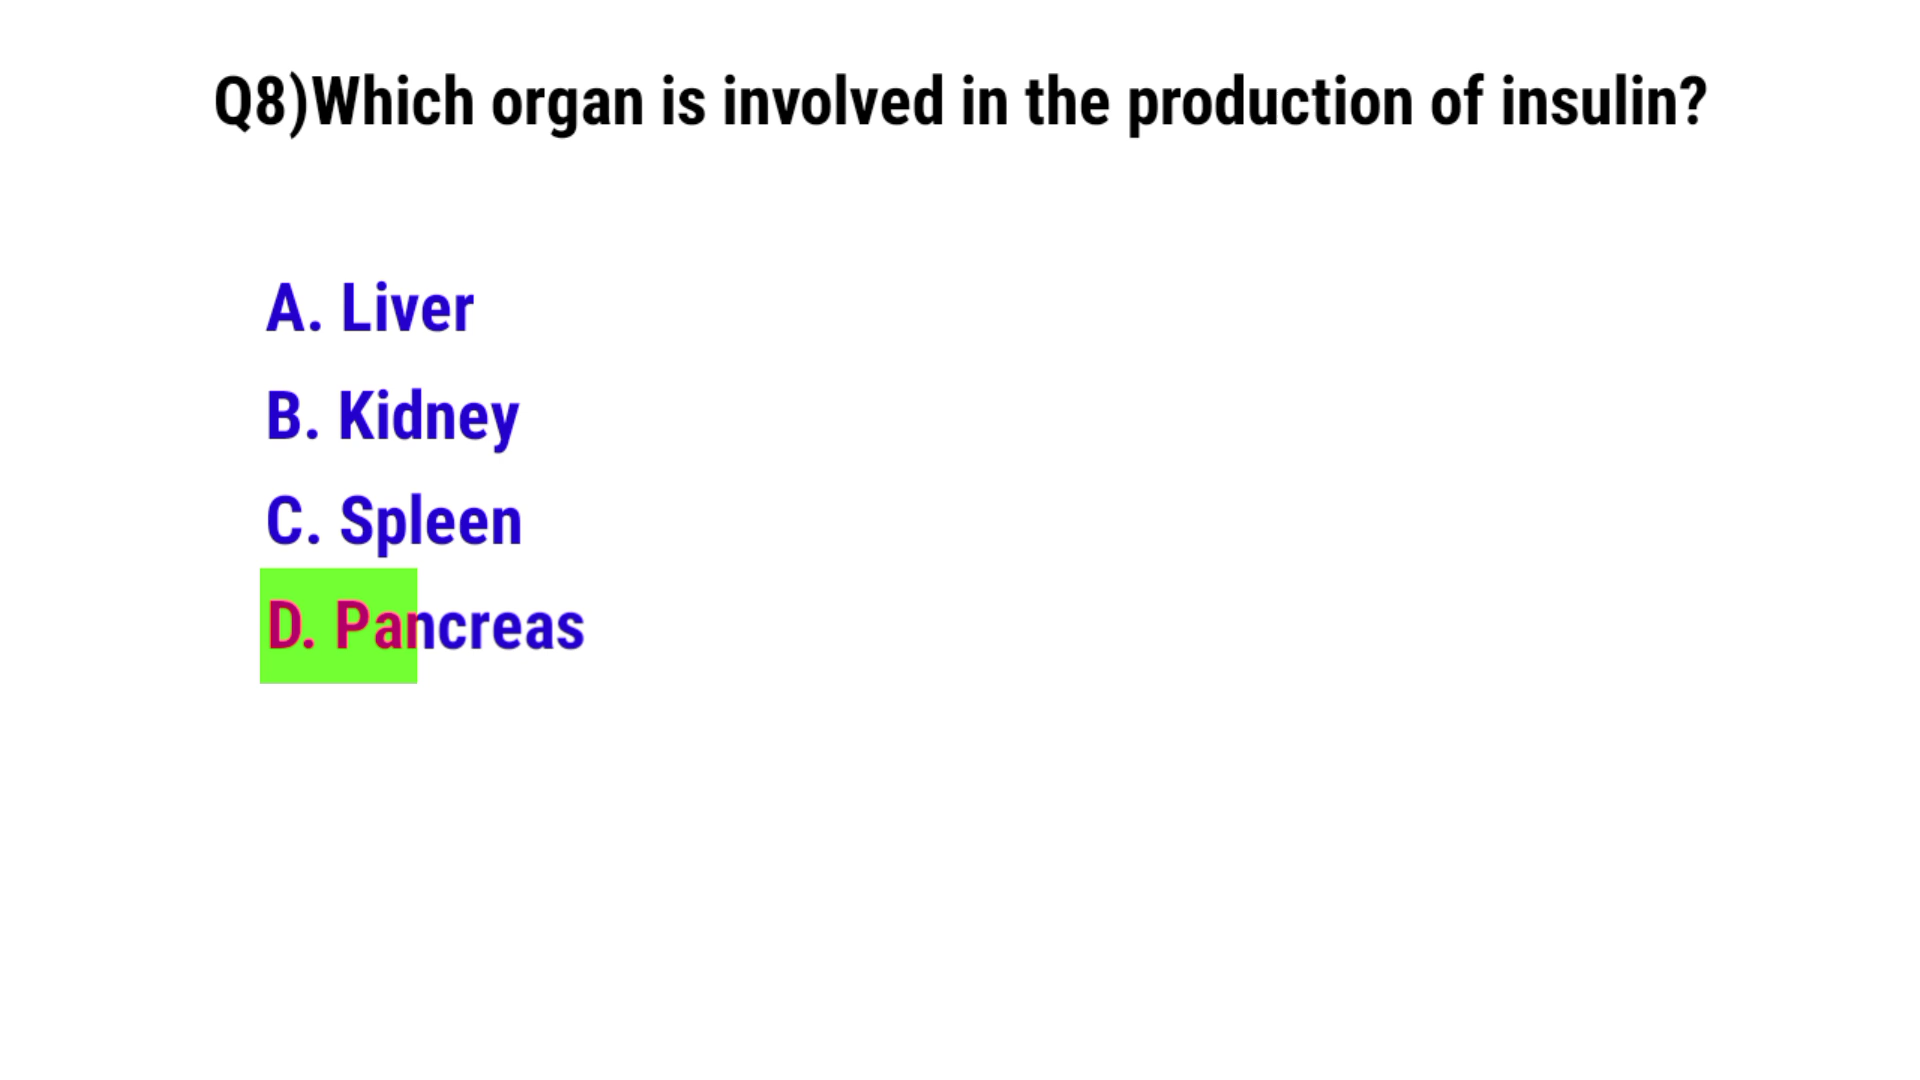 Q8)Which organ is involved in the production of insulin?
A. Liver
B. Kidney
C. Spleen
D. Pancreas